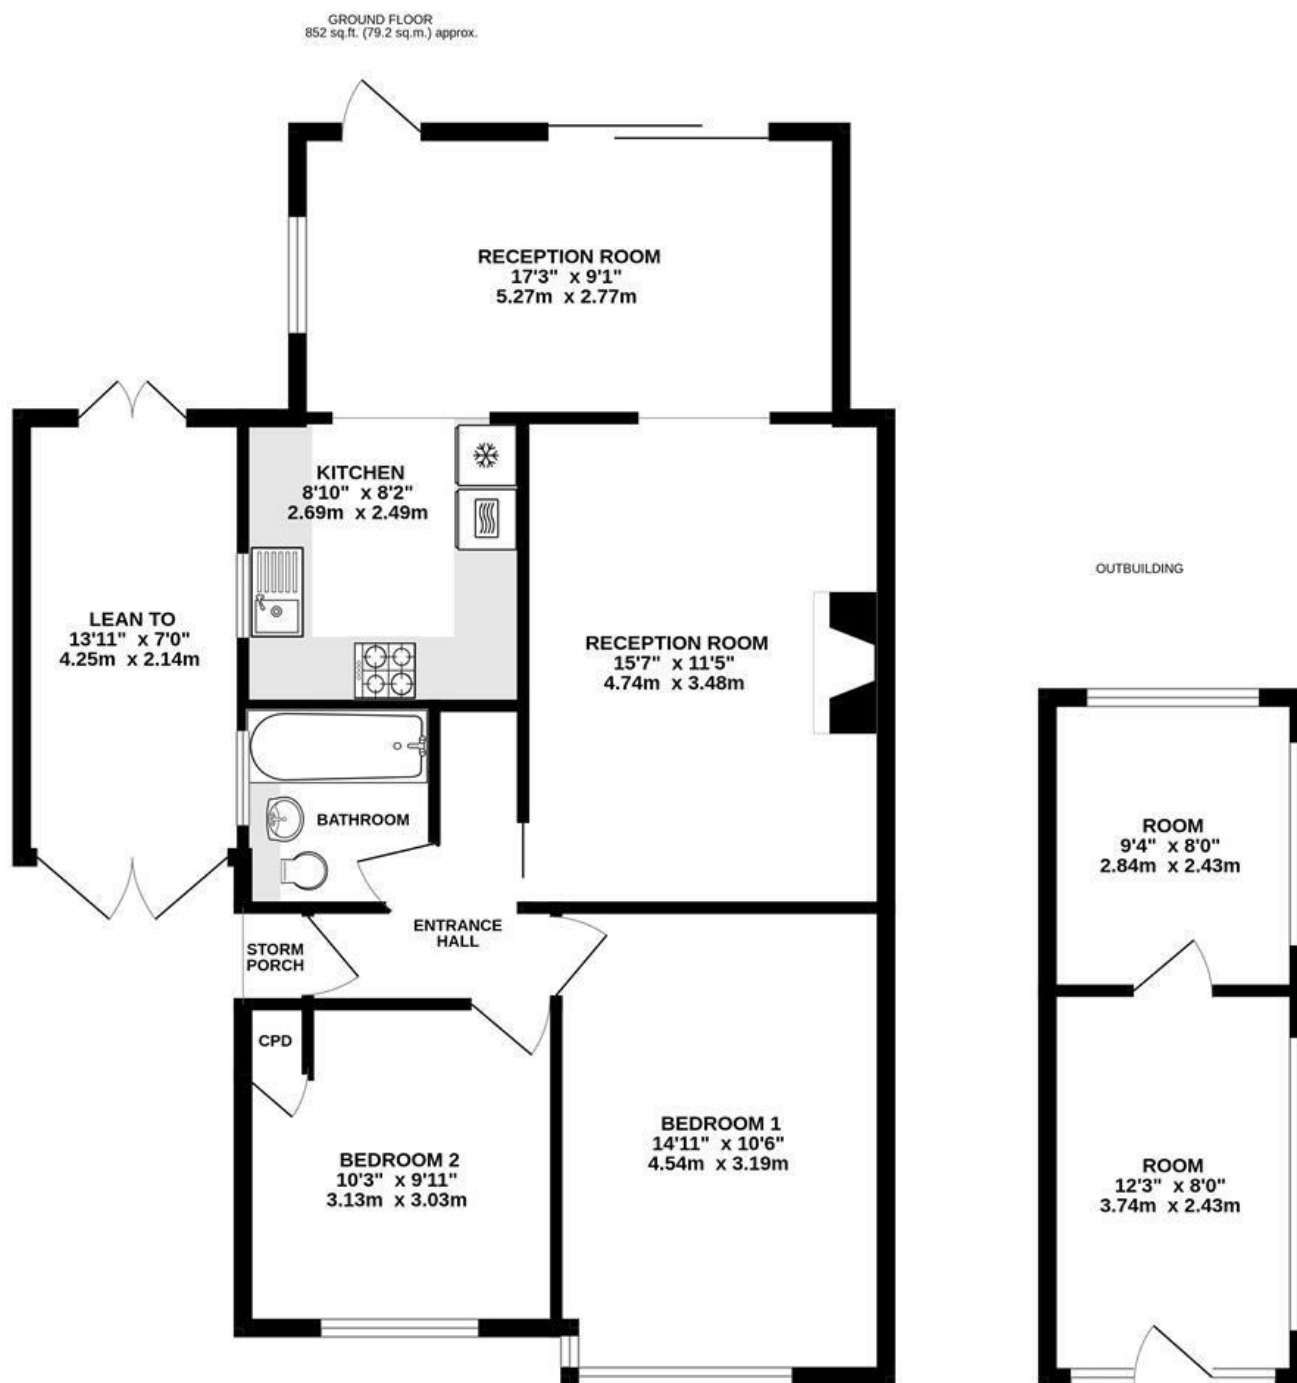 GROUND FLOOR
852 sq.ft. (79.2 sq.m.) approx.
RECEPTION ROOM
17'3" x 9'1"
5.27m x 2.77m
KITCHEN
8'10" x 8'2"
2.69m x 2.49m
LEAN TO
13'11" x 7'0"
4.25m x 2.14m
RECEPTION ROOM
15'7" x 11'5"
4.74m x 3.48m
BATHROOM
ENTRANCE
HALL
STORM
PORCH
CPD
BEDROOM 2
10'3" x 9'11"
3.13m x 3.03m
BEDROOM 1
14'11" x 10'6"
4.54m x 3.19m
OUTBUILDING
ROOM
9'4" x 8'0"
2.84m x 2.43m
ROOM
12'3" x 8'0"
3.74m x 2.43m